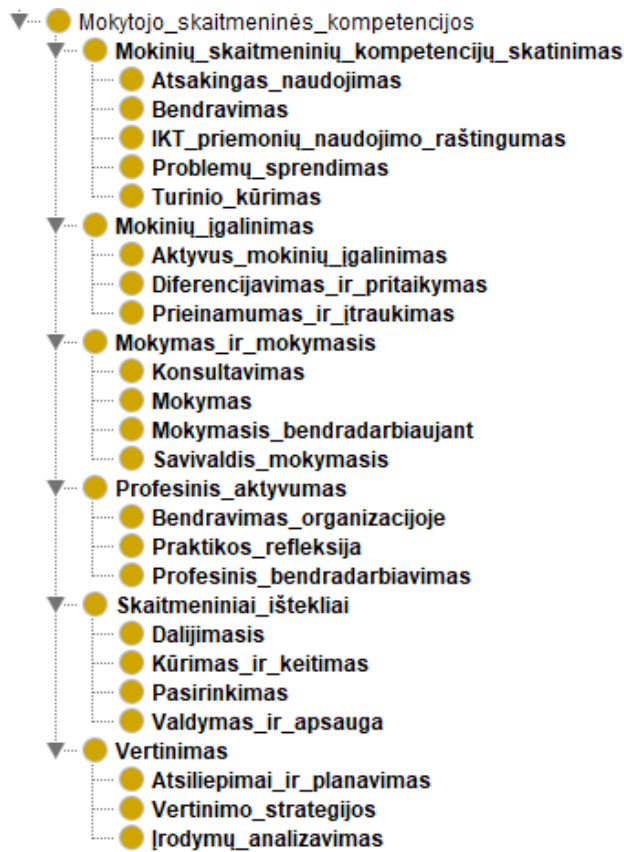 Mokytojo_skaitmeninės_kompetencijos
Mokinių_skaitmeninių_kompetencijų_skatinimas
Atsakingas_naudojimas
Bendravimas
IKT_priemonių_naudojimo_raštingumas
Problemų_sprendimas
Turinio_kūrimas
Mokinių_įgalinimas
Aktyvus_mokinių_įgalinimas
Diferencijavimas_ir_pritaikymas
Prieinamumas_ir_įtraukimas
Mokymas_ir_mokymasis
Konsultavimas
Mokymas
Mokymasis_bendradarbiaujant
Savivaldis_mokymasis
Profesinis_aktyvumas
Bendravimas_organizacijoje
Praktikos_refleksija
Profesinis_bendradarbiavimas
Skaitmeniniai_ištekliai
Dalijimasis
Kūrimas_ir_keitimas
Pasirinkimas
Valdymas_ir_apsauga
Vertinimas
Atsiliepimai_ir_planavimas
Vertinimo_strategijos
Įrodymų_analizavimas